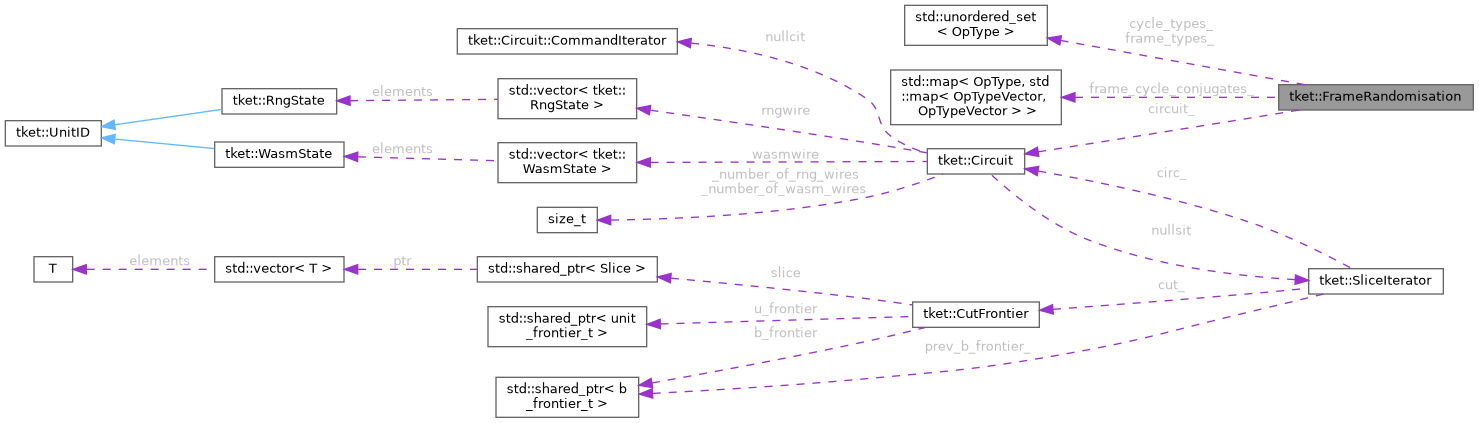 std::unordered_set
< OpType >
cycle_types_
frame_types_
tket::Circuit::CommandIterator
nullcit
std::map< OpType, std
::map< OpTypeVector,
OpTypeVector > >
frame_cycle_conjugates_
tket::FrameRandomisation
circuit_
tket::RngState
elements
std::vector< tket::
RngState >
rngwire
tket::UnitID
tket::WasmState
elements
std::vector< tket::
WasmState >
wasmwire
tket::Circuit
_number_of_rng_wires
_number_of_wasm_wires
circ_
size_t
nullsit
T
elements
std::vector< T >
ptr
std::shared_ptr< Slice >
slice
tket::SliceIterator
cut_
std::shared_ptr< unit
_frontier_t >
u_frontier
tket::CutFrontier
b_frontier
prev_b_frontier_
std::shared_ptr< b
_frontier_t >